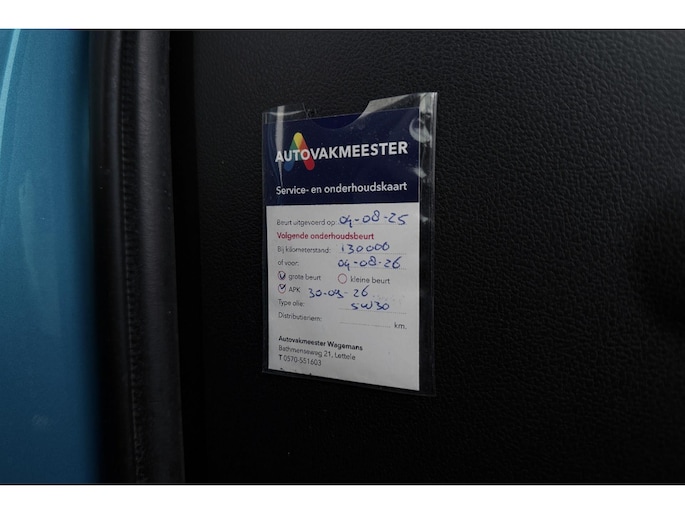 AUTOVAKMEESTER
Service- en onderhoudskaart
Beurt uitgevoerd op: 04-08-25
Volgende onderhoudsbeurt
Bij kilometerstand: 130000
of voor: 04-08-26
grote beurt kleine beurt
APK 30-09-26
Type olie: 5W30
Distributieriem: km.
Autovakmeester Wagemans
Bathmenseweg 21, Lettele
T 0570-551603